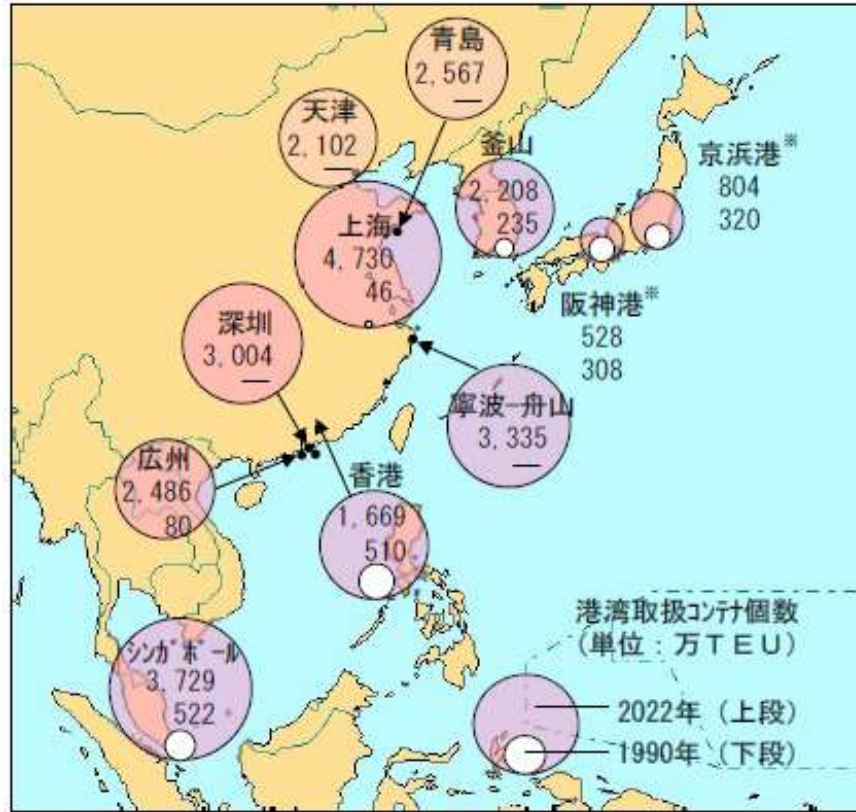 青島
2,567
―
天津
2,102
―
釜山
2,208
235
京浜港※
804
320
上海
4,730
46
阪神港※
528
308
深圳
3,004
―
寧波-舟山
3,335
―
広州
2,486
80
香港
1,669
510
シンガポール
3,729
522
港湾取扱コンテナ個数
(単位:万TEU)
2022年(上段)
1990年(下段)